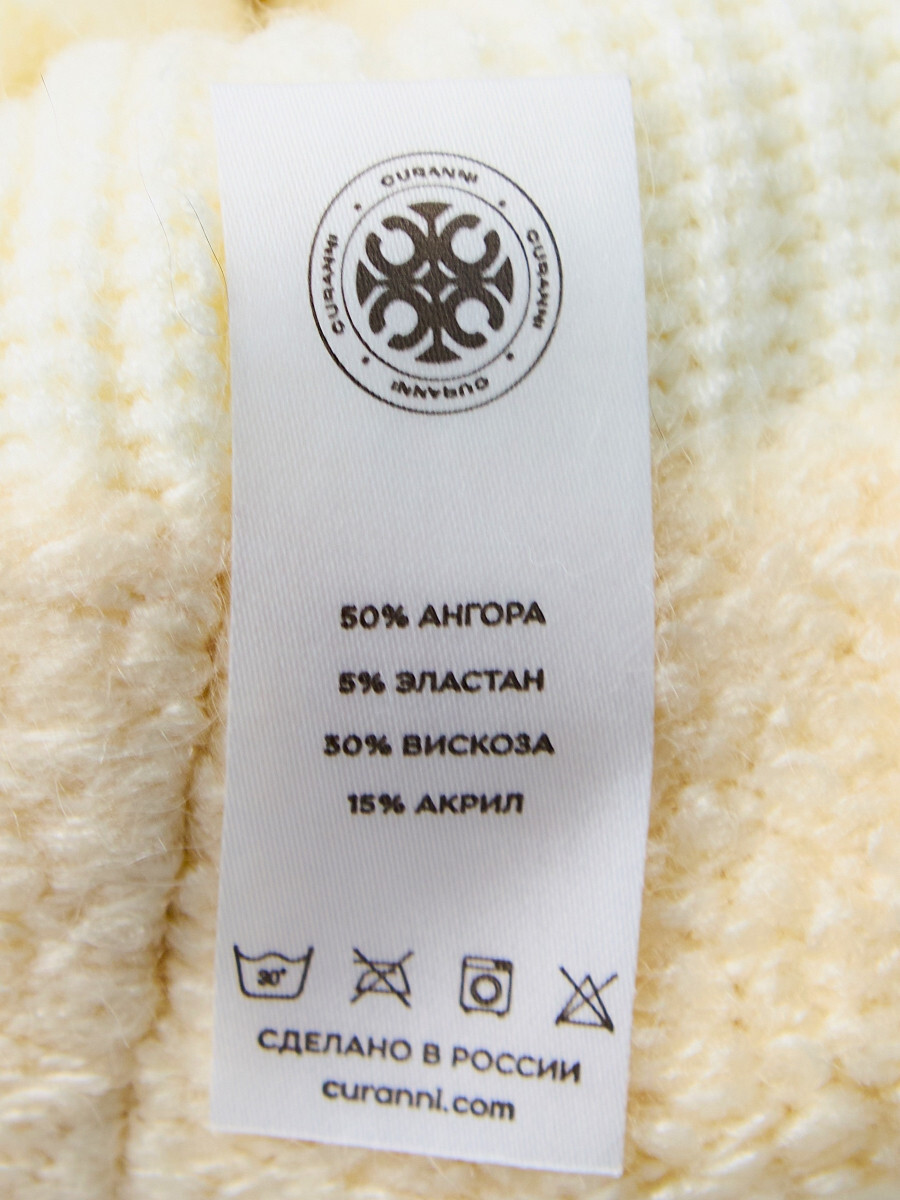 CURANNI
CURANNI
CURANNI
CURANNI
50% АНГОРА
5% ЭЛАСТАН
30% ВИСКОЗА
15% АКРИЛ
30°
СДЕЛАНО В РОССИИ
curanni.com